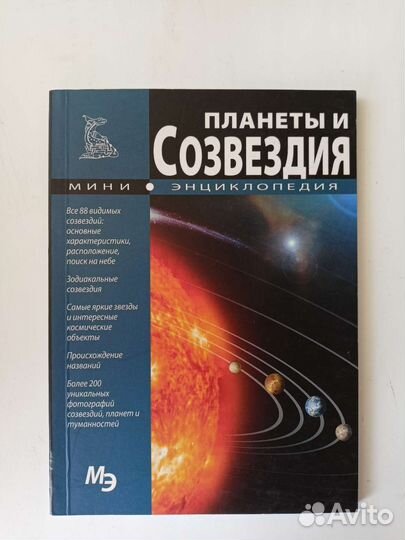 ПЛАНЕТЫ И
СОЗВЕЗДИЯ
МИНИ • ЭНЦИКЛОПЕДИЯ
Все 88 видимых
созвездий:
основные
характеристики,
расположение,
поиск на небе
Зодиакальные
созвездия
Самые яркие звезды
и интересные
космические
объекты
Происхождение
названий
Более 200
уникальных
фотографий
созвездий, планет и
туманностей
МЭ
Avito